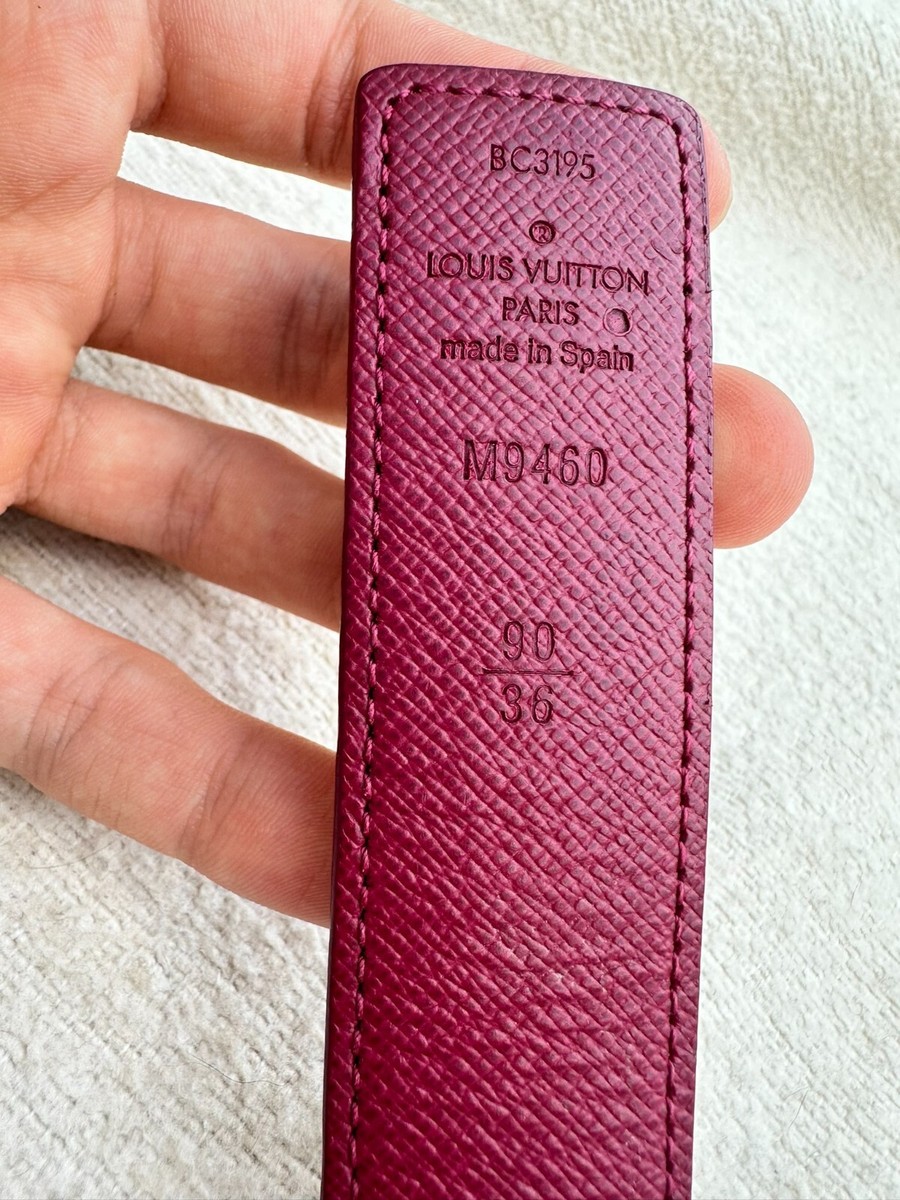 BC3195
®
LOUIS VUITTON
PARIS
made in Spain
M9460
90
36